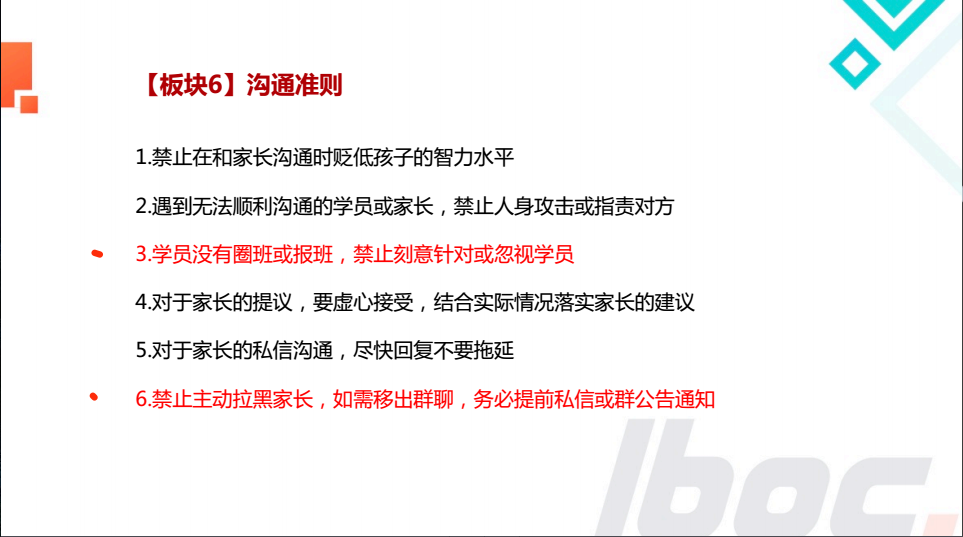 【板块6】沟通准则
1.禁止在和家长沟通时贬低孩子的智力水平
2.遇到无法顺利沟通的学员或家长，禁止人身攻击或指责对方
3.学员没有圈班或报班，禁止刻意针对或忽视学员
4.对于家长的提议，要虚心接受，结合实际情况落实家长的建议
5.对于家长的私信沟通，尽快回复不要拖延
6.禁止主动拉黑家长，如需移出群聊，务必提前私信或群公告通知
lboc.